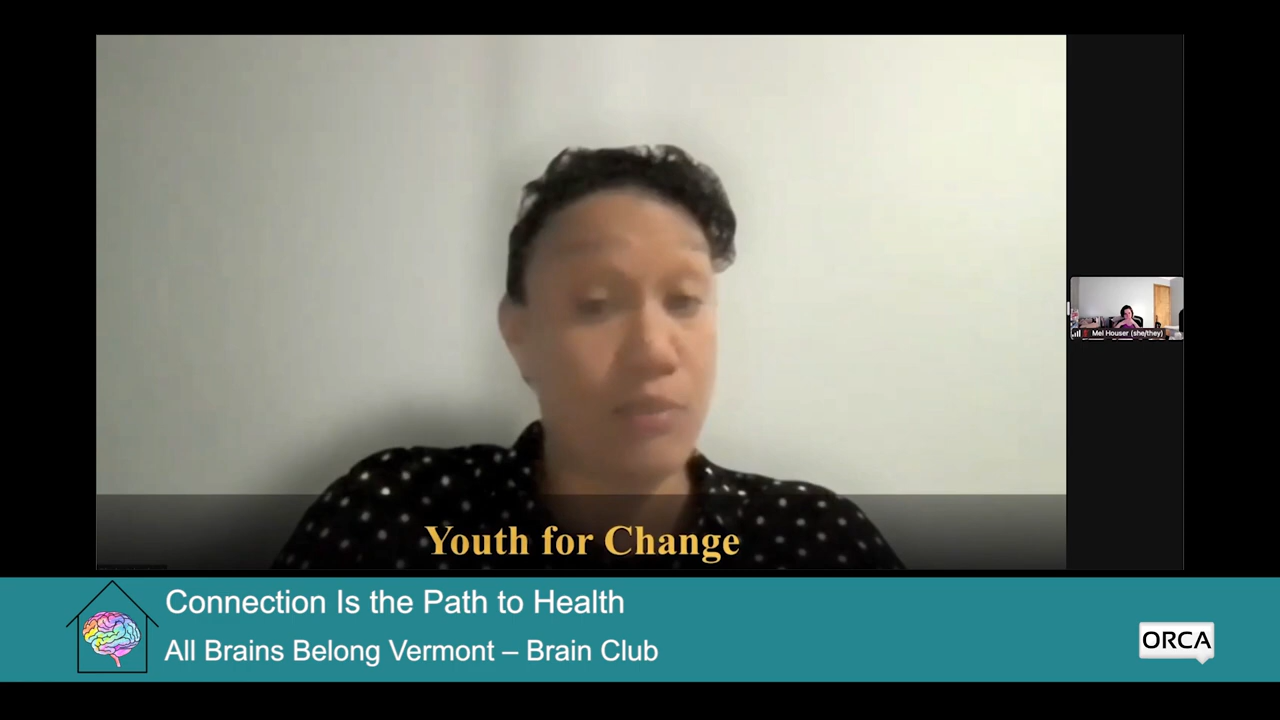 Mel Houser (she/they)
Youth for Change
Connection Is the Path to Health
All Brains Belong Vermont – Brain Club
ORCA